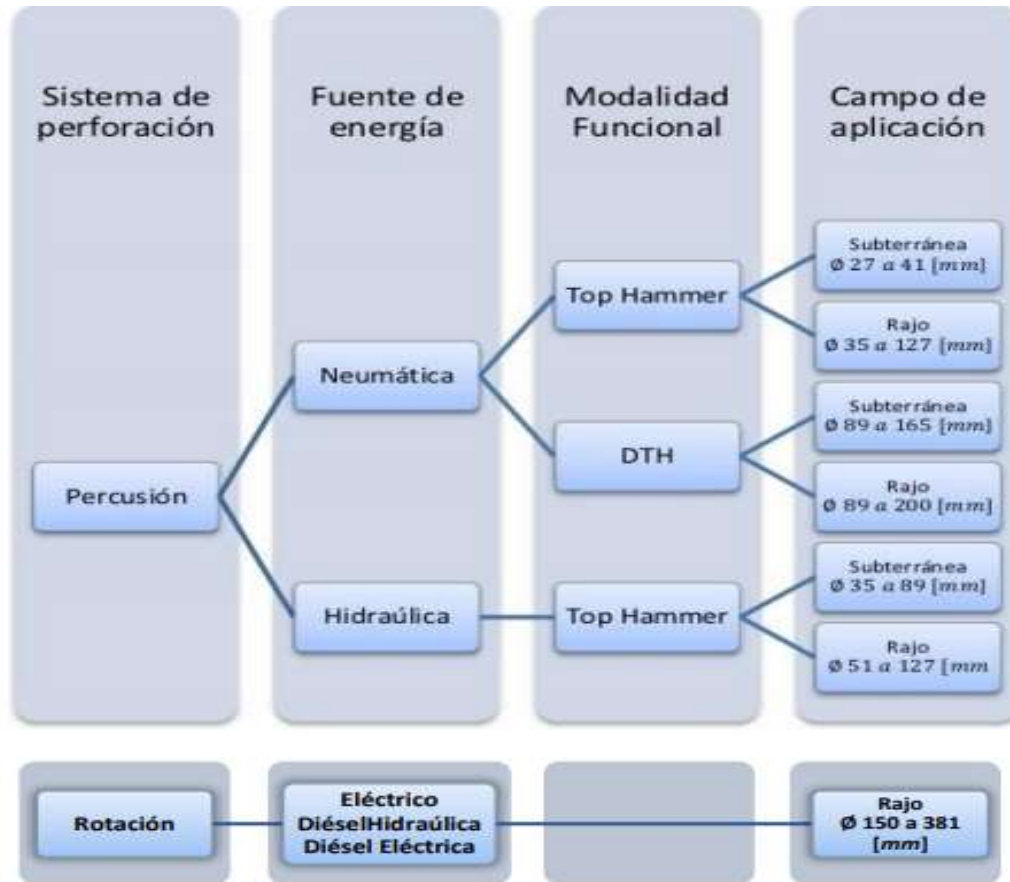 Sistema de
perforación
Fuente de
energía
Modalidad
Funcional
Campo de
aplicación
Percusión
Neumática
Hidraúlica
Top Hammer
DTH
Top Hammer
Subterránea
Ø 27 a 41 [mm]
Rajo
Ø 35 a 127 [mm]
Subterránea
Ø 89 a 165 [mm]
Rajo
Ø 89 a 200 [mm]
Subterránea
Ø 35 a 89 [mm]
Rajo
Ø 51 a 127 [mm
Rotación
Eléctrico
DiéselHidraúlica
Diésel Eléctrica
Rajo
Ø 150 a 381
[mm]